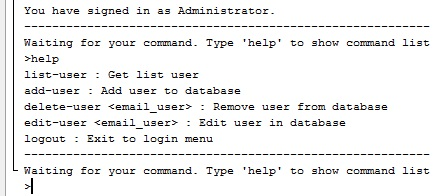 You have signed in as Administrator.
--------------------------------------------------------
Waiting for your command. Type 'help' to show command list
>help
list-user : Get list user
add-user : Add user to database
delete-user <email_user> : Remove user from database
edit-user <email_user> : Edit user in database
logout : Exit to login menu
--------------------------------------------------------
Waiting for your command. Type 'help' to show command list
>